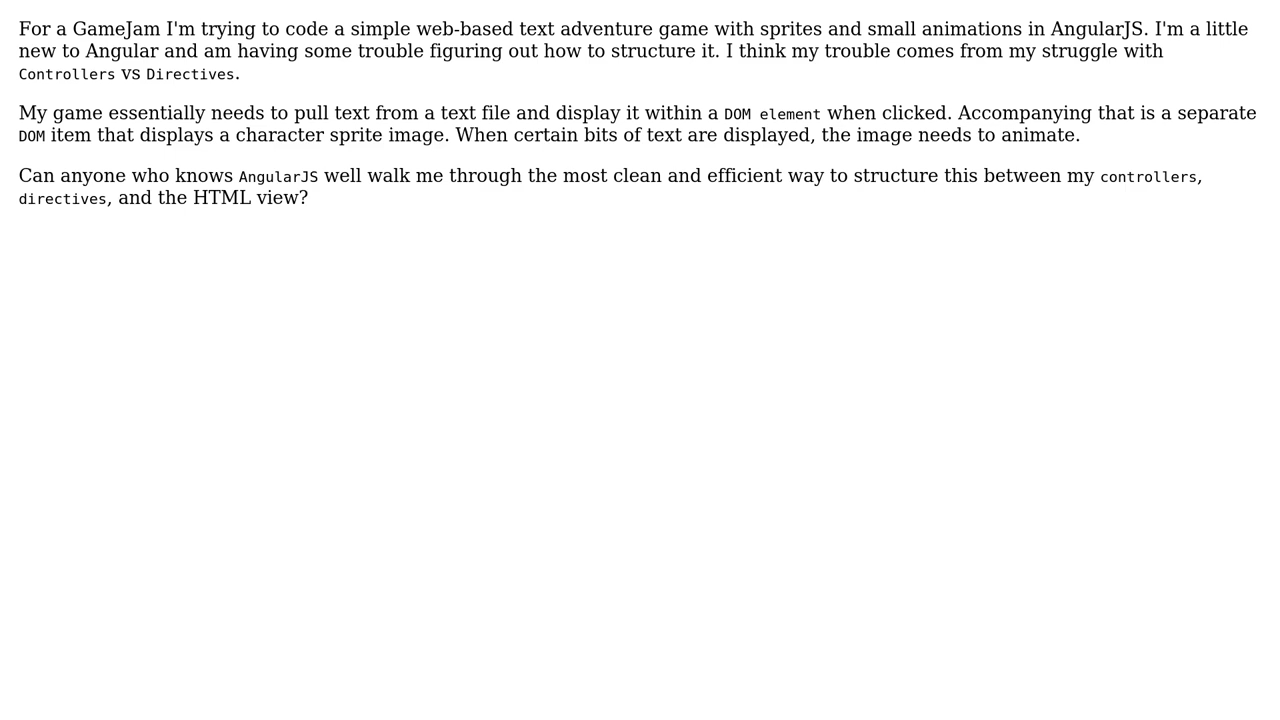 For a GameJam I'm trying to code a simple web-based text adventure game with sprites and small animations in AngularJS. I'm a little
new to Angular and am having some trouble figuring out how to structure it. I think my trouble comes from my struggle with
Controllers vs Directives.
My game essentially needs to pull text from a text file and display it within a DOM element when clicked. Accompanying that is a separate
DOM item that displays a character sprite image. When certain bits of text are displayed, the image needs to animate.
Can anyone who knows AngularJS well walk me through the most clean and efficient way to structure this between my controllers,
directives, and the HTML view?